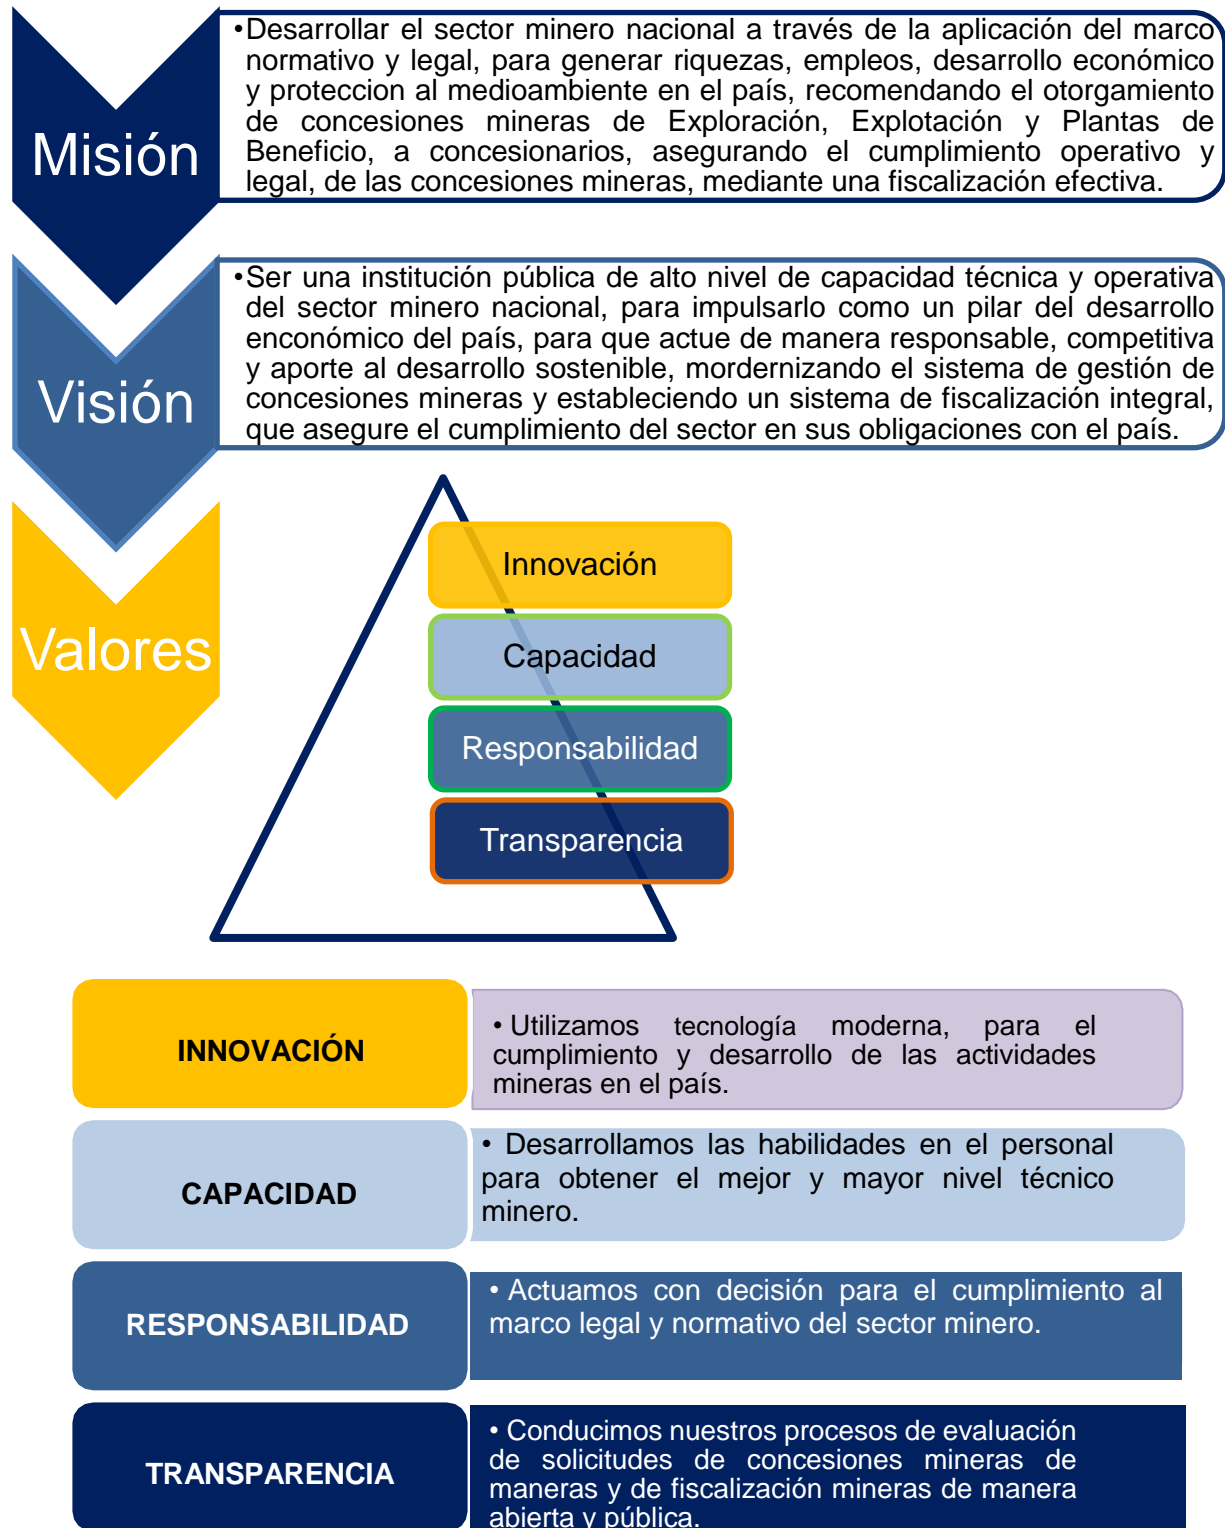 Misión
•Desarrollar el sector minero nacional a través de la aplicación del marco
normativo y legal, para generar riquezas, empleos, desarrollo económico
y proteccion al medioambiente en el país, recomendando el otorgamiento
de concesiones mineras de Exploración, Explotación y Plantas de
Beneficio, a concesionarios, asegurando el cumplimiento operativo y
legal, de las concesiones mineras, mediante una fiscalización efectiva.
Visión
•Ser una institución pública de alto nivel de capacidad técnica y operativa
del sector minero nacional, para impulsarlo como un pilar del desarrollo
enconómico del país, para que actue de manera responsable, competitiva
y aporte al desarrollo sostenible, mordernizando el sistema de gestión de
concesiones mineras y estableciendo un sistema de fiscalización integral,
que asegure el cumplimiento del sector en sus obligaciones con el país.
Valores
Innovación
Capacidad
Responsabilidad
Transparencia
INNOVACIÓN
• Utilizamos tecnología moderna, para el
cumplimiento y desarrollo de las actividades
mineras en el país.
CAPACIDAD
• Desarrollamos las habilidades en el personal
para obtener el mejor y mayor nivel técnico
minero.
RESPONSABILIDAD
• Actuamos con decisión para el cumplimiento al
marco legal y normativo del sector minero.
TRANSPARENCIA
• Conducimos nuestros procesos de evaluación
de solicitudes de concesiones mineras de
maneras y de fiscalización mineras de manera
abierta y pública.